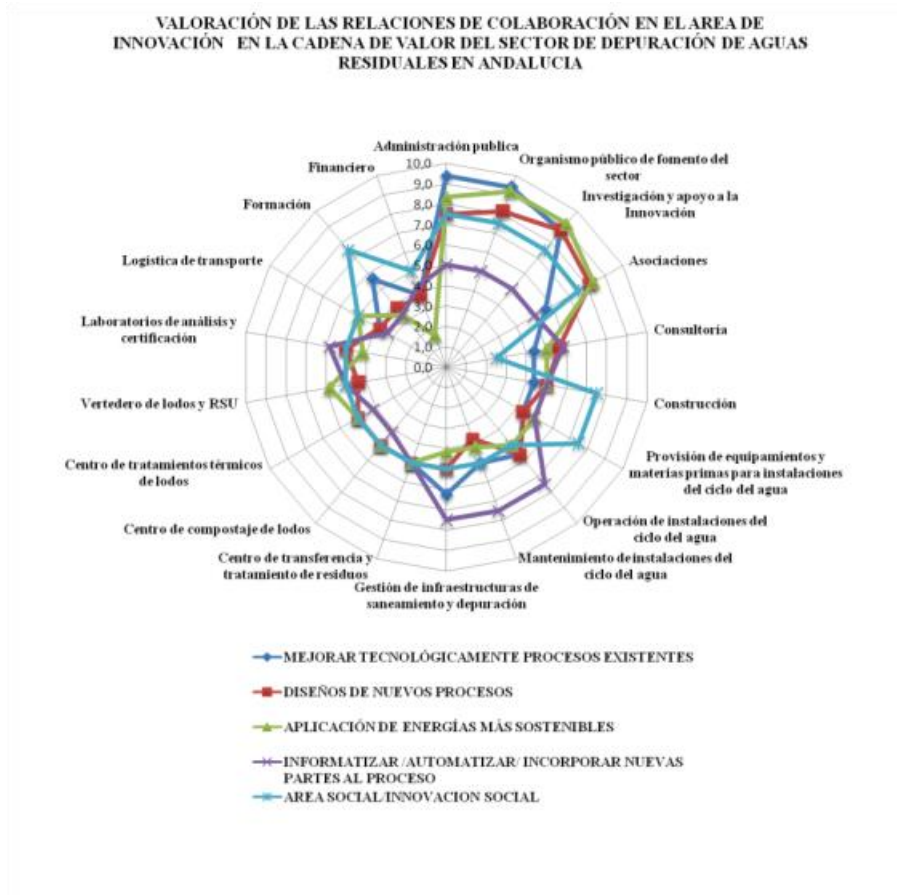 VALORACIÓN DE LAS RELACIONES DE COLABORACIÓN EN EL AREA DE
INNOVACIÓN EN LA CADENA DE VALOR DEL SECTOR DE DEPURACIÓN DE AGUAS
RESIDUALES EN ANDALUCIA
Administración publica
Organismo público de fomento del
sector
Investigación y apoyo a la
Innovación
Asociaciones
Consultoría
Construcción
Provisión de equipamientos y
materias primas para instalaciones
del ciclo del agua
Operación de instalaciones del
ciclo del agua
Mantenimiento de instalaciones del
ciclo del agua
Gestión de infraestructuras de
saneamiento y depuración
Centro de transferencia y
tratamiento de residuos
Centro de compostaje de lodos
Centro de tratamientos térmicos
de lodos
Vertedero de lodos y RSU
Laboratorios de análisis y
certificación
Logística de transporte
Formación
Financiero
10,0
9,0
8,0
7,0
6,0
5,0
4,0
3,0
2,0
1,0
0,0
MEJORAR TECNOLÓGICAMENTE PROCESOS EXISTENTES
DISEÑOS DE NUEVOS PROCESOS
APLICACIÓN DE ENERGÍAS MÁS SOSTENIBLES
INFORMATIZAR /AUTOMATIZAR/ INCORPORAR NUEVAS
PARTES AL PROCESO
AREA SOCIAL/INNOVACION SOCIAL